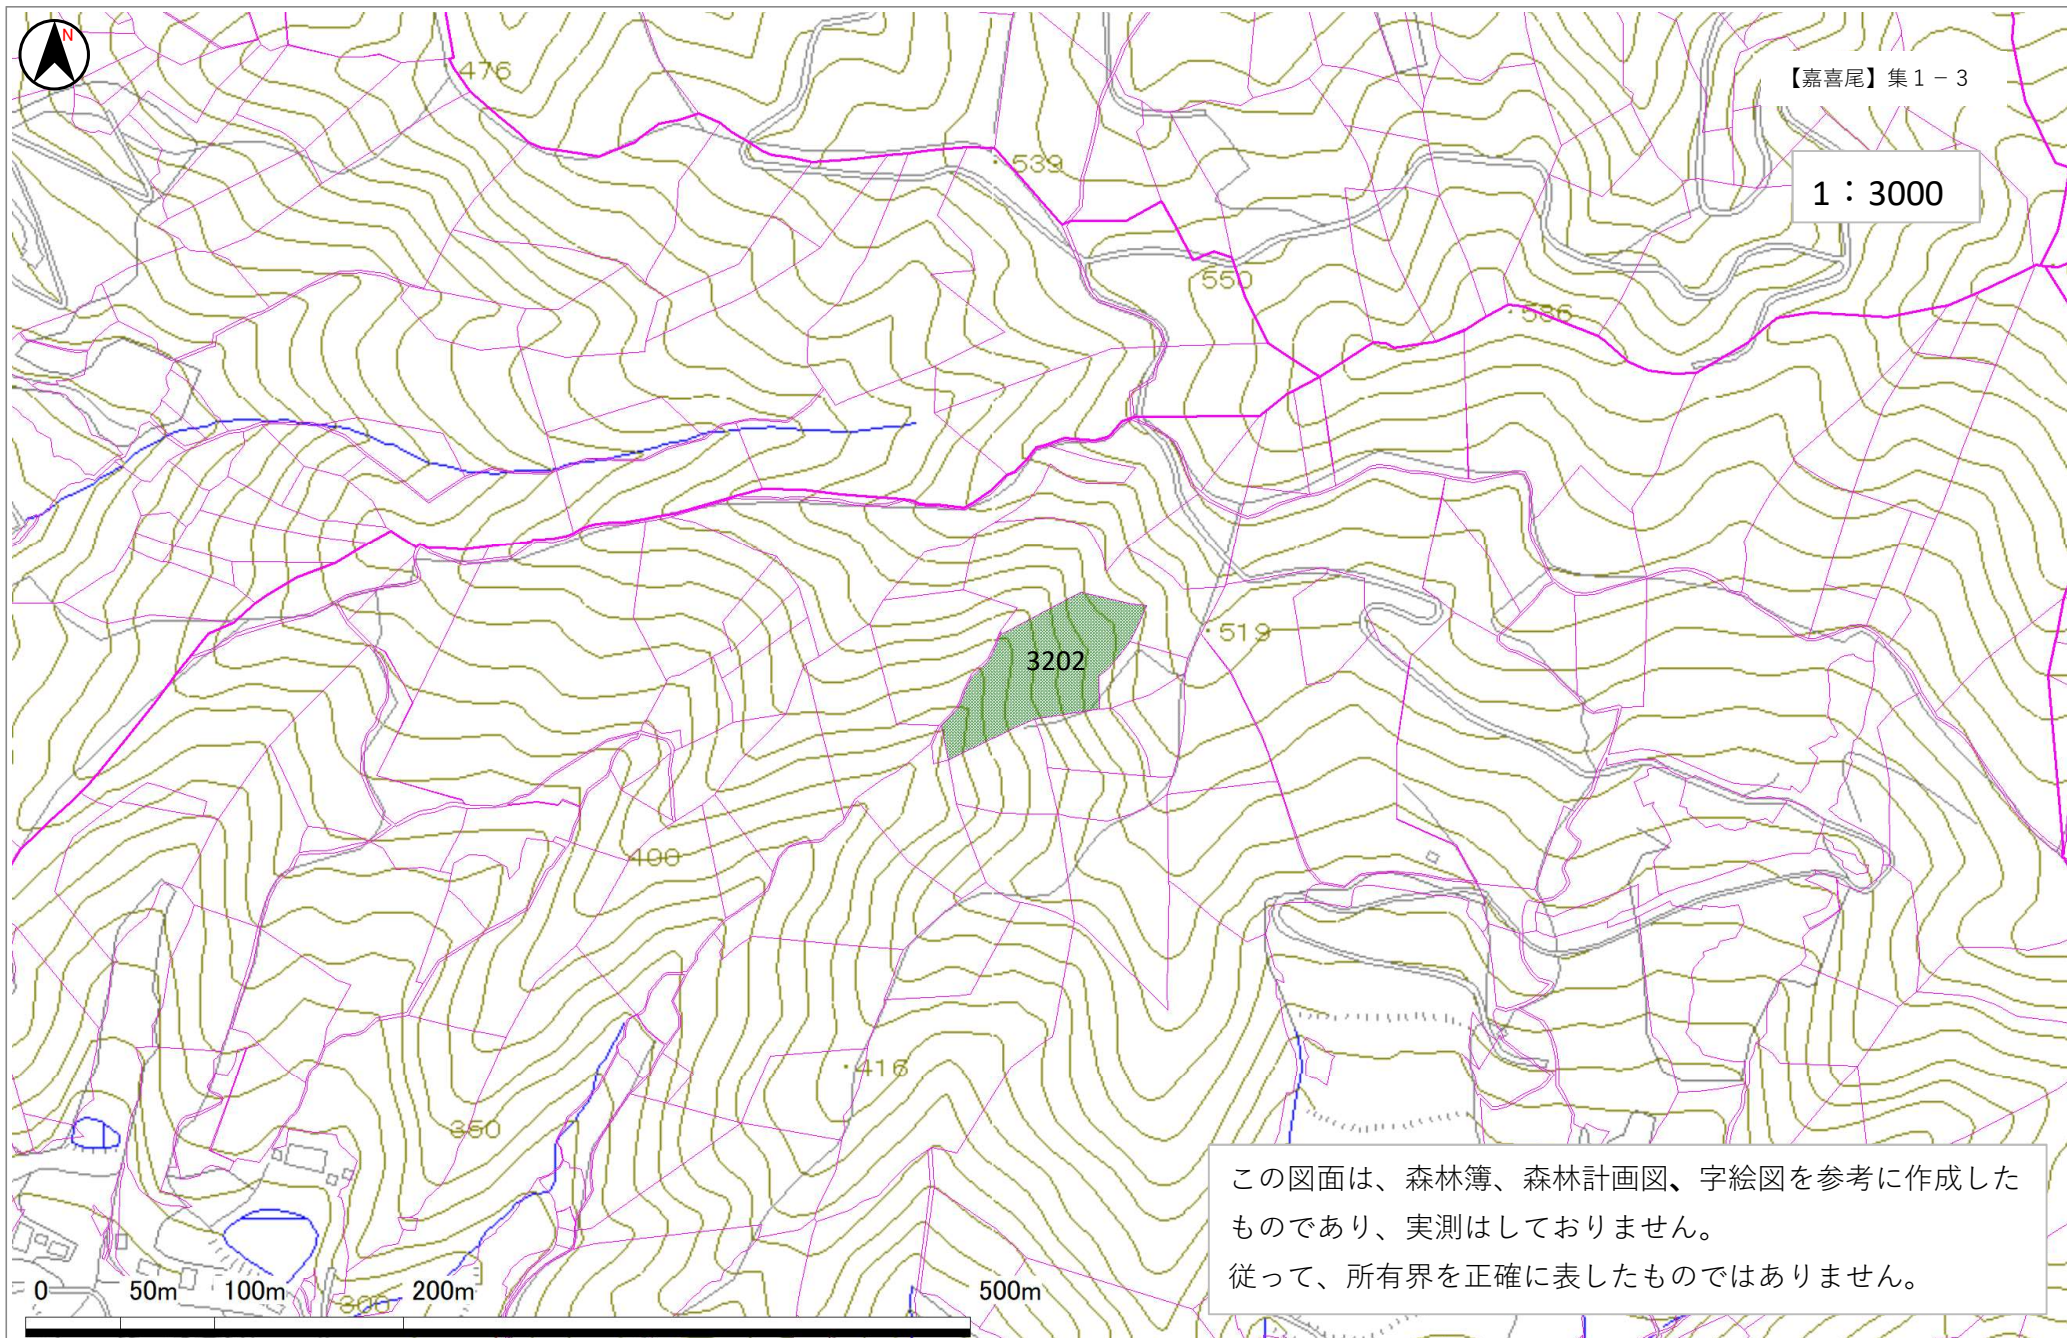 N
476
【嘉喜尾】集１－３
539
1：3000
550
586
519
3202
400
416
350
この図面は、森林簿、森林計画図、字絵図を参考に作成した
ものであり、実測はしておりません。
従って、所有界を正確に表したものではありません。
0 50m 100m 200m 500m
300